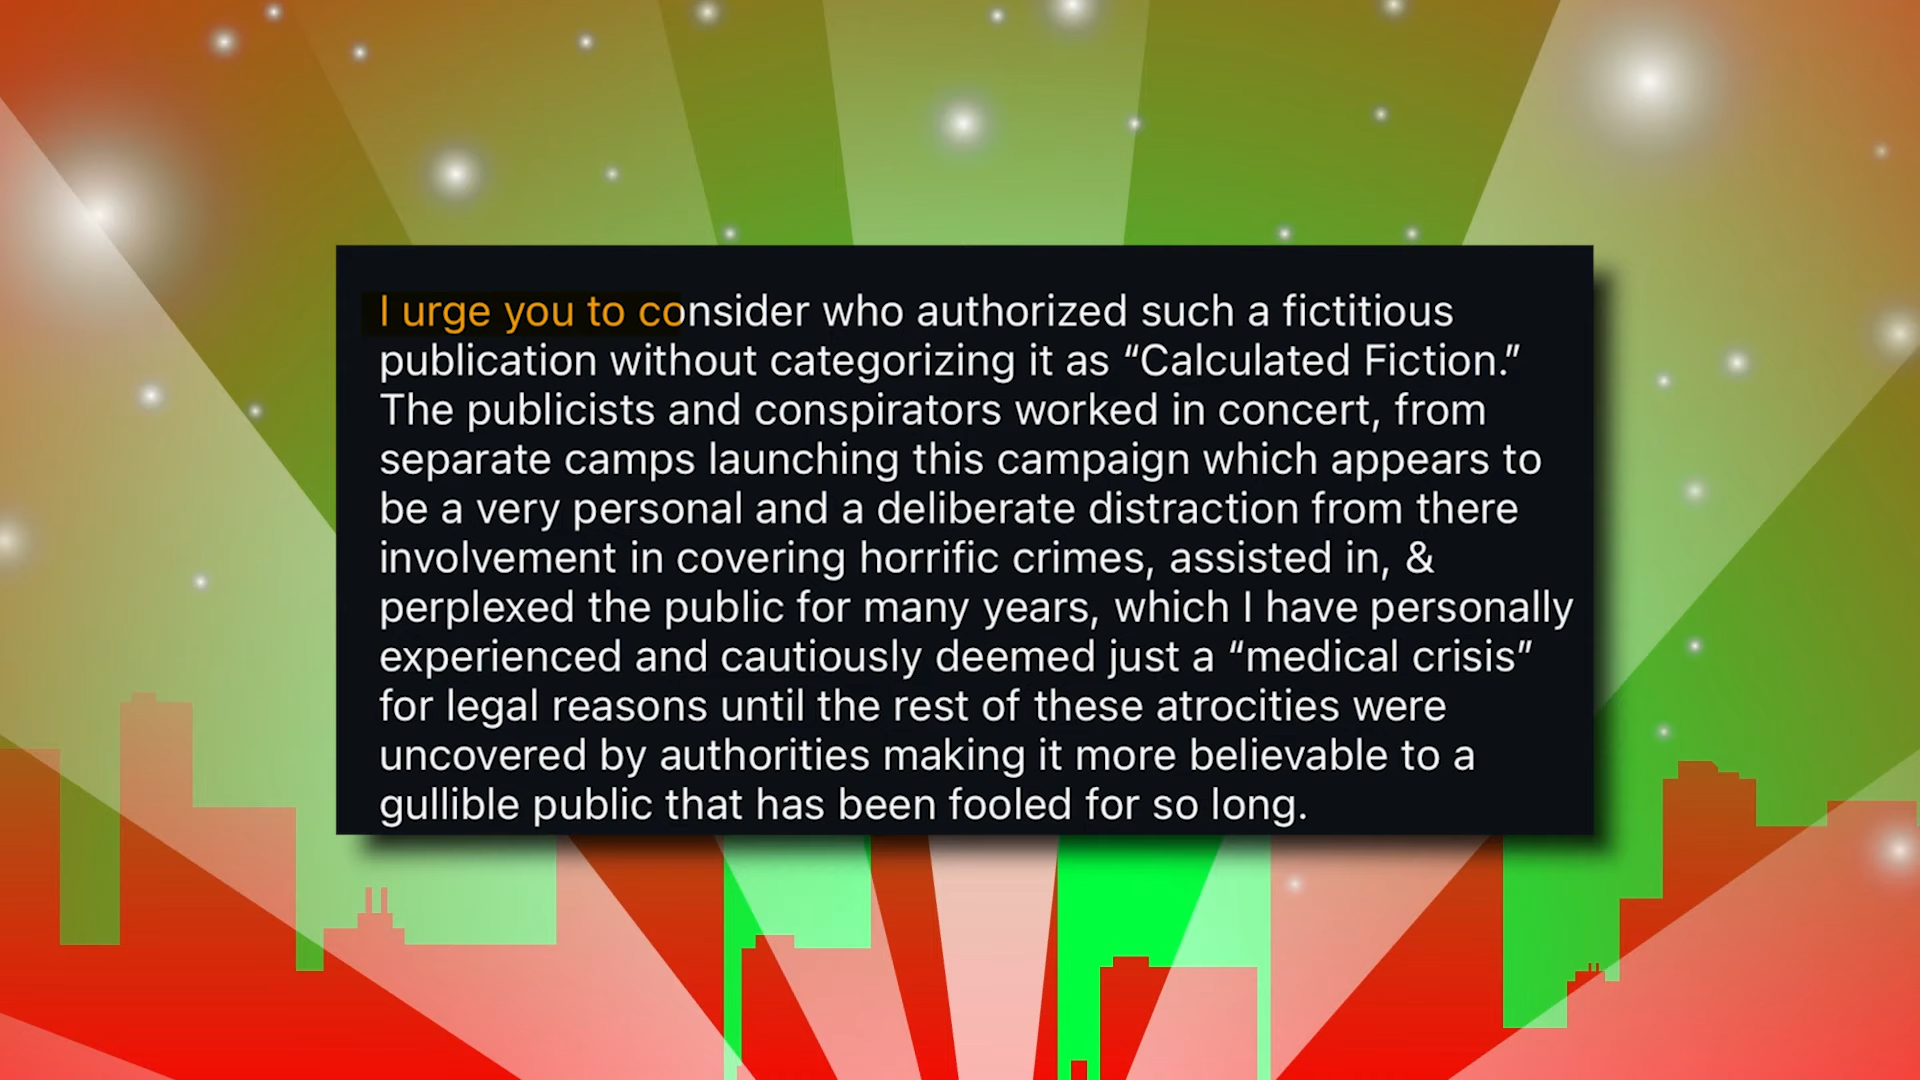 I urge you to consider who authorized such a fictitious
publication without categorizing it as “Calculated Fiction.”
The publicists and conspirators worked in concert, from
separate camps launching this campaign which appears to
be a very personal and a deliberate distraction from there
involvement in covering horrific crimes, assisted in, &
perplexed the public for many years, which I have personally
experienced and cautiously deemed just a “medical crisis”
for legal reasons until the rest of these atrocities were
uncovered by authorities making it more believable to a
gullible public that has been fooled for so long.